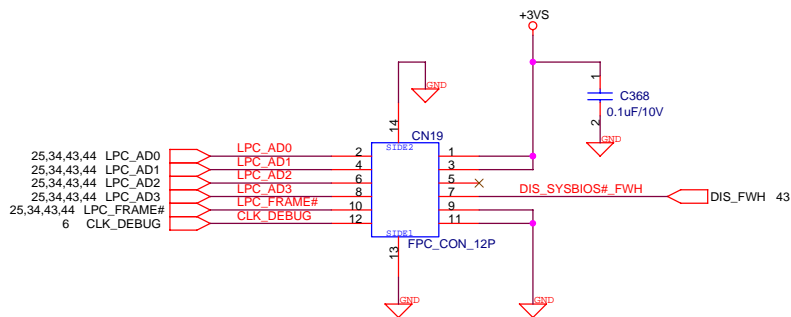 +3VS
1
C368
0.1uF/10V
2
GND
GND
14
CN19
SIDE2
25,34,43,44 LPC_AD0 LPC_AD0 2 1
25,34,43,44 LPC_AD1 LPC_AD1 4 3
25,34,43,44 LPC_AD2 LPC_AD2 6 5
25,34,43,44 LPC_AD3 LPC_AD3 8 7 DIS_SYSBIOS#_FWH DIS_FWH 43
25,34,43,44 LPC_FRAME# LPC_FRAME# 10 9
6 CLK_DEBUG CLK_DEBUG 12 11
SIDE1
FPC_CON_12P
13
GND
GND